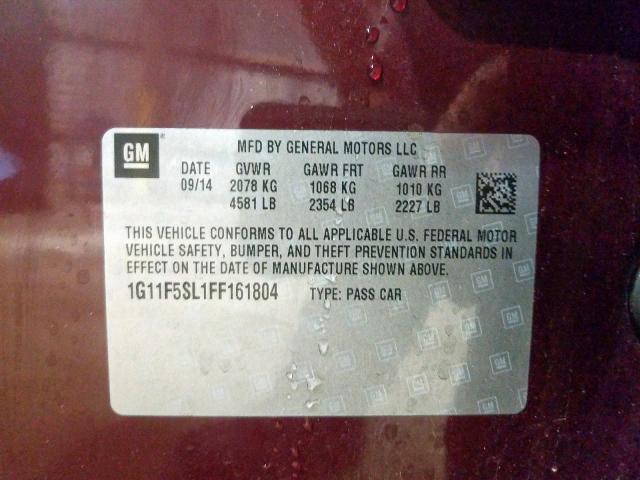 GM
MFD BY GENERAL MOTORS LLC
DATE GVWR GAWR FRT GAWR RR
09/14 2078 KG 1068 KG 1010 KG
4581 LB 2354 LB 2227 LB
THIS VEHICLE CONFORMS TO ALL APPLICABLE U.S. FEDERAL MOTOR
VEHICLE SAFETY, BUMPER, AND THEFT PREVENTION STANDARDS IN
EFFECT ON THE DATE OF MANUFACTURE SHOWN ABOVE.
1G11F5SL1FF161804 TYPE: PASS CAR